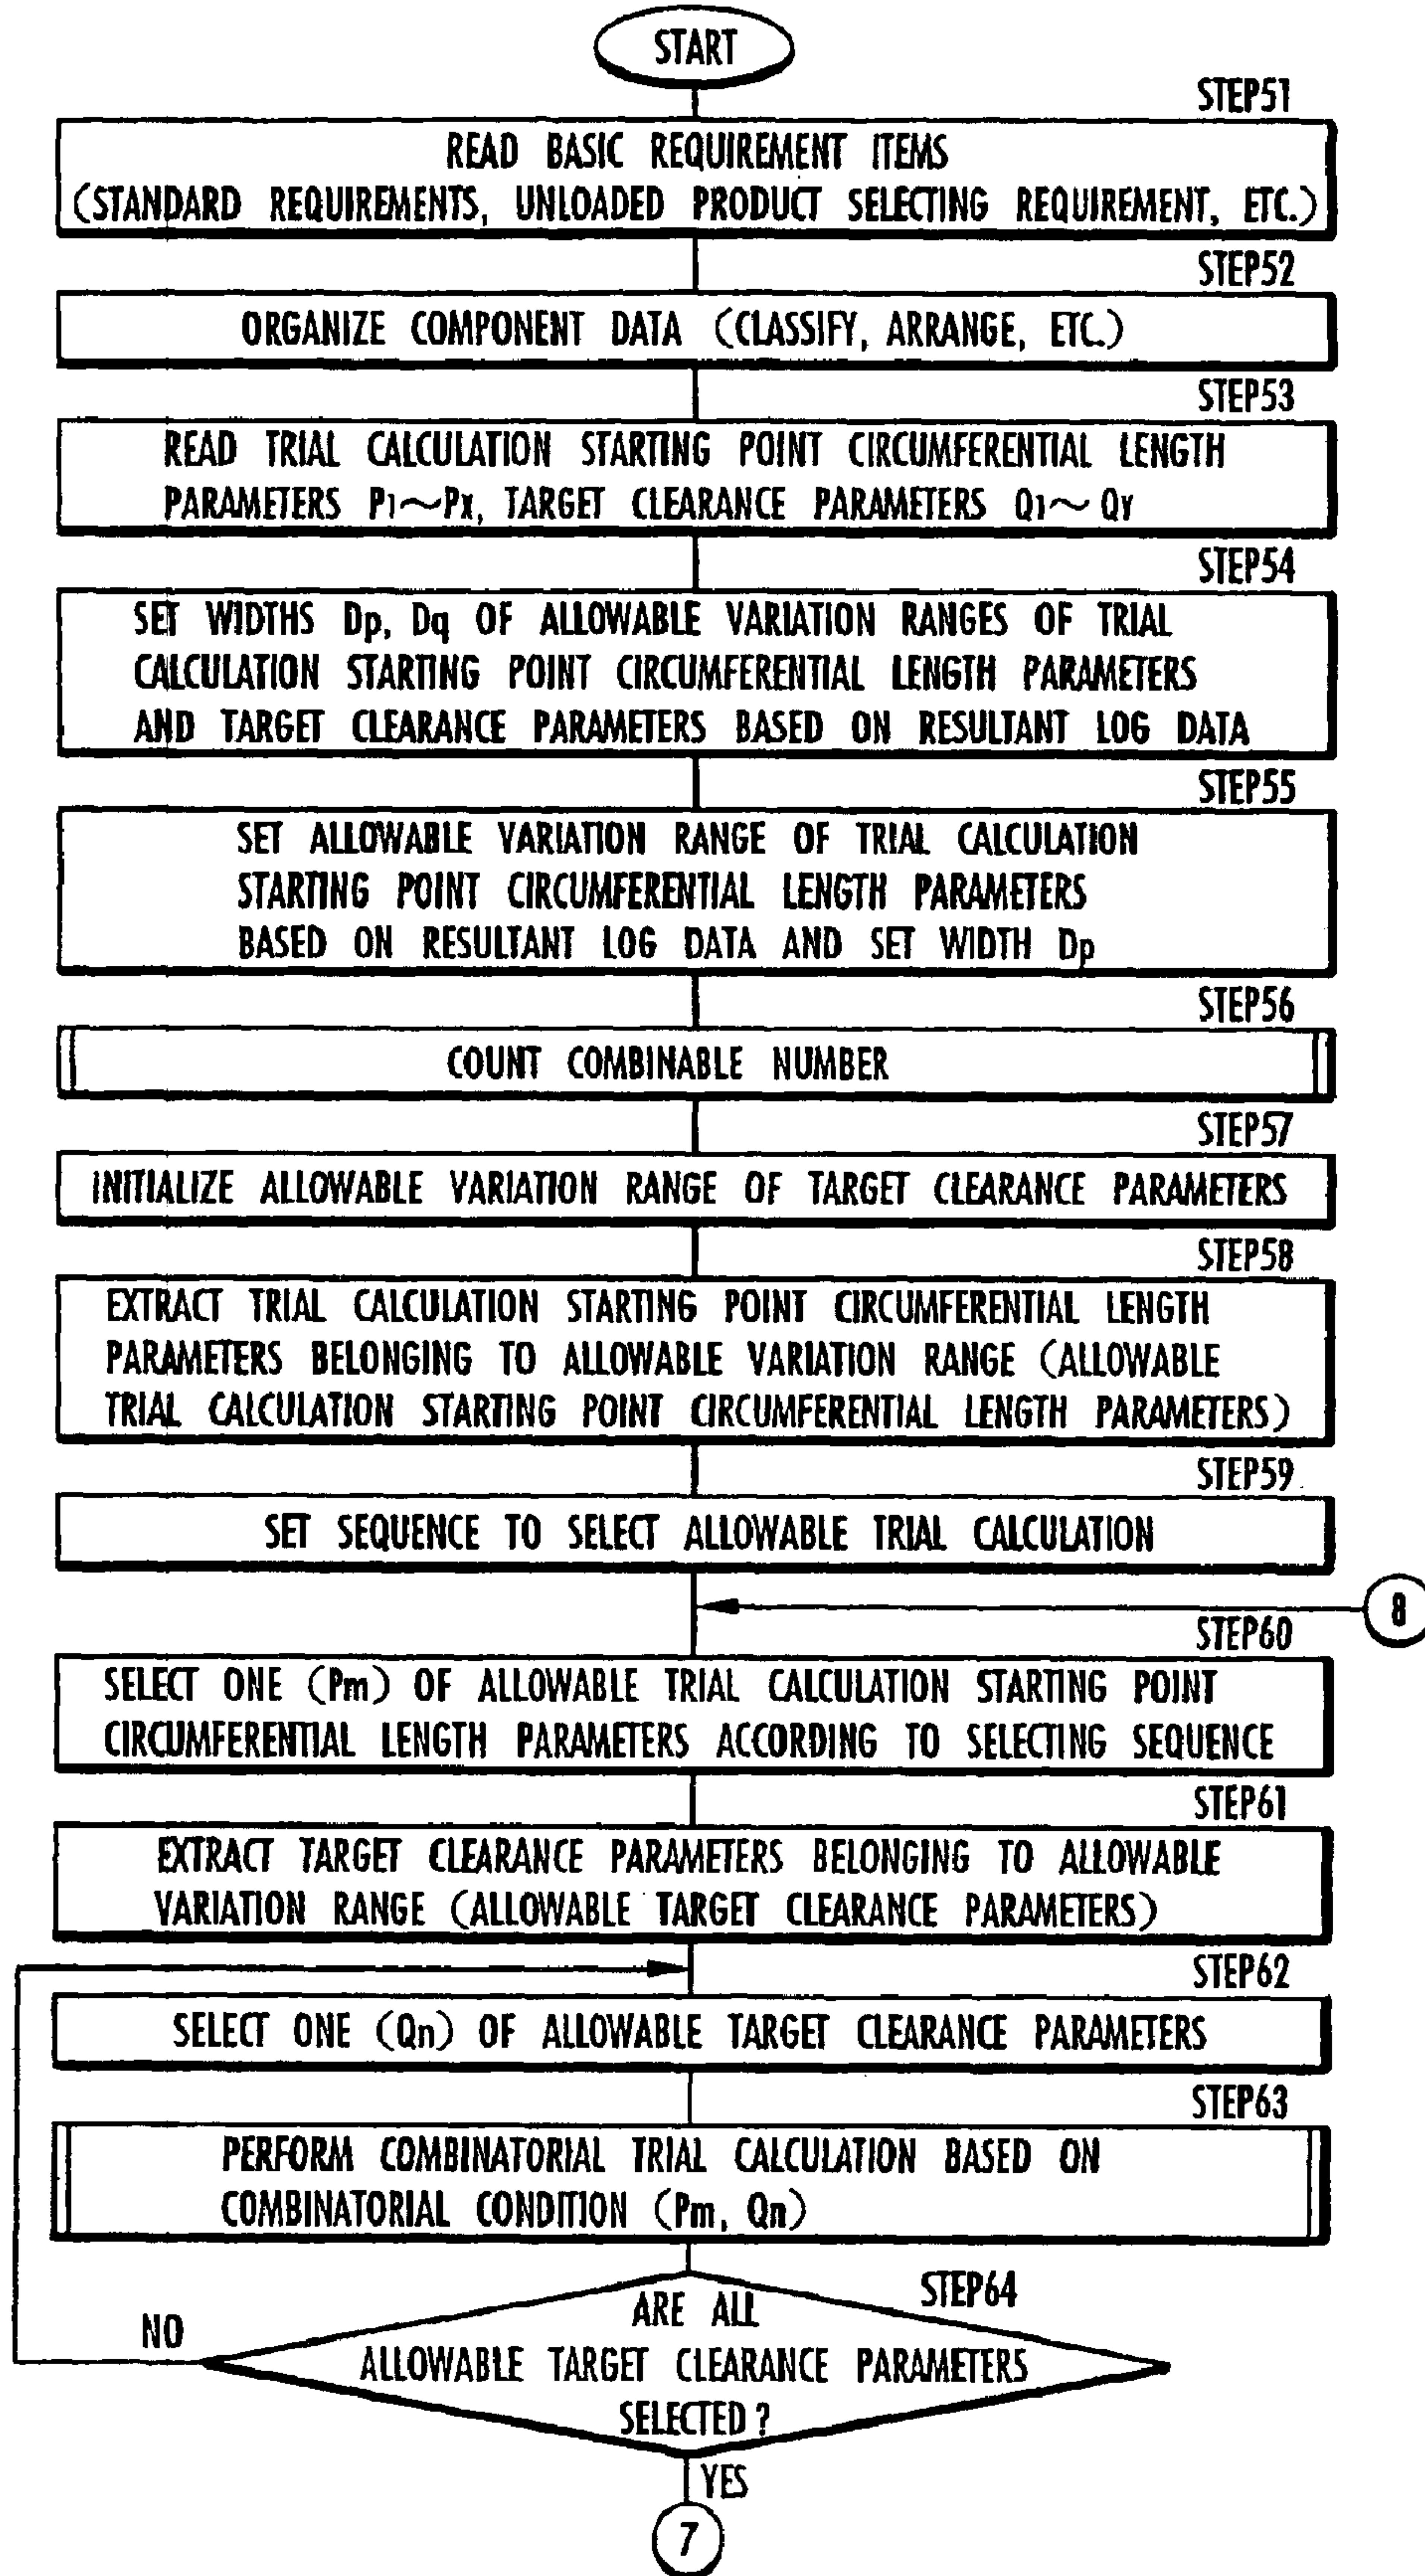 START
STEP51
READ BASIC REQUIREMENT ITEMS
(STANDARD REQUIREMENTS, UNLOADED PRODUCT SELECTING REQUIREMENT, ETC.)
STEP52
ORGANIZE COMPONENT DATA (CLASSIFY, ARRANGE, ETC.)
STEP53
READ TRIAL CALCULATION STARTING POINT CIRCUMFERENTIAL LENGTH
PARAMETERS P1~PX, TARGET CLEARANCE PARAMETERS Q1~QY
STEP54
SET WIDTHS Dp, Dq OF ALLOWABLE VARIATION RANGES OF TRIAL
CALCULATION STARTING POINT CIRCUMFERENTIAL LENGTH PARAMETERS
AND TARGET CLEARANCE PARAMETERS BASED ON RESULTANT LOG DATA
STEP55
SET ALLOWABLE VARIATION RANGE OF TRIAL CALCULATION
STARTING POINT CIRCUMFERENTIAL LENGTH PARAMETERS
BASED ON RESULTANT LOG DATA AND SET WIDTH Dp
STEP56
COUNT COMBINABLE NUMBER
STEP57
INITIALIZE ALLOWABLE VARIATION RANGE OF TARGET CLEARANCE PARAMETERS
STEP58
EXTRACT TRIAL CALCULATION STARTING POINT CIRCUMFERENTIAL LENGTH
PARAMETERS BELONGING TO ALLOWABLE VARIATION RANGE (ALLOWABLE
TRIAL CALCULATION STARTING POINT CIRCUMFERENTIAL LENGTH PARAMETERS)
STEP59
SET SEQUENCE TO SELECT ALLOWABLE TRIAL CALCULATION
8
STEP60
SELECT ONE (Pm) OF ALLOWABLE TRIAL CALCULATION STARTING POINT
CIRCUMFERENTIAL LENGTH PARAMETERS ACCORDING TO SELECTING SEQUENCE
STEP61
EXTRACT TARGET CLEARANCE PARAMETERS BELONGING TO ALLOWABLE
VARIATION RANGE (ALLOWABLE TARGET CLEARANCE PARAMETERS)
STEP62
SELECT ONE (Qn) OF ALLOWABLE TARGET CLEARANCE PARAMETERS
STEP63
PERFORM COMBINATORIAL TRIAL CALCULATION BASED ON
COMBINATORIAL CONDITION (Pm, Qn)
STEP64
ARE ALL
ALLOWABLE TARGET CLEARANCE PARAMETERS
SELECTED?
NO
YES
7